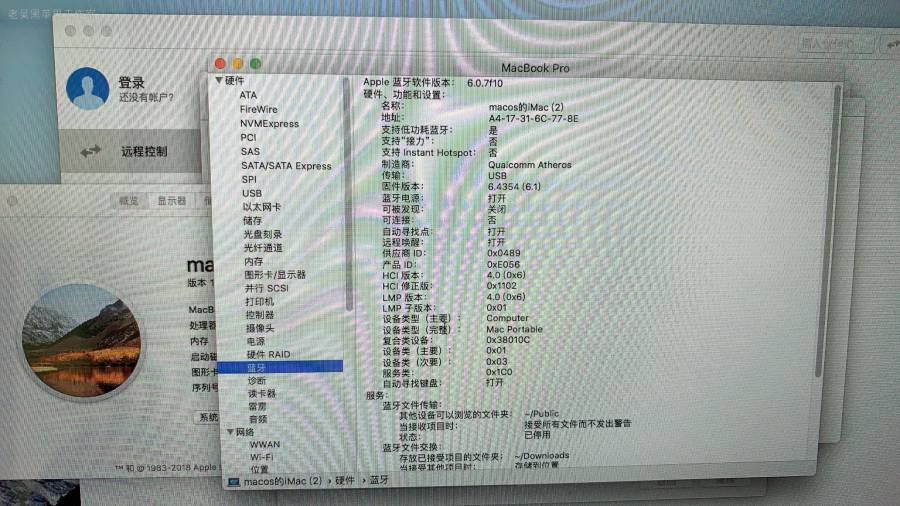 老吴黑苹果工作室
登录
还没有帐户?
远程控制
概览 显示器
ma
版本 1
MacB
处理器
内存
启动磁
图形卡
序列号
系统
™ 和 © 1983-2018 Apple
MacBook Pro
硬件
ATA
FireWire
NVMExpress
PCI
SAS
SATA/SATA Express
SPI
USB
以太网卡
储存
光盘刻录
光纤通道
内存
图形卡/显示器
并行 SCSI
打印机
控制器
摄像头
电源
硬件 RAID
蓝牙
诊断
读卡器
雷雳
音频
网络
WWAN
Wi-Fi
位置
Apple 蓝牙软件版本: 6.0.7f10
硬件、功能和设置:
名称: macos的iMac (2)
地址: A4-17-31-6C-77-8E
支持低功耗蓝牙: 是
支持"接力": 否
支持 Instant Hotspot: 否
制造商: Qualcomm Atheros
传输: USB
固件版本: 6.4354 (6.1)
蓝牙电源: 打开
可被发现: 关闭
可连接: 否
自动寻找点: 打开
远程唤醒: 打开
供应商 ID: 0x0489
产品 ID: 0xE056
HCI 版本: 4.0 (0x6)
HCI 修正版: 0x1102
LMP 版本: 4.0 (0x6)
LMP 子版本: 0x01
设备类型(主要): Computer
设备类型(完整): Mac Portable
复合类设备: 0x38010C
设备类(主要): 0x01
设备类(次要): 0x03
服务类: 0x1C0
自动寻找键盘: 打开
服务:
蓝牙文件传输:
其他设备可以浏览的文件夹: ~/Public
当接收项目时: 接受所有文件而不发出警告
状态: 已停用
蓝牙文件交换:
存放已接受项目的文件夹: ~/Downloads
当接受其他项目时: 存储到位置
macos的iMac (2) › 硬件 › 蓝牙